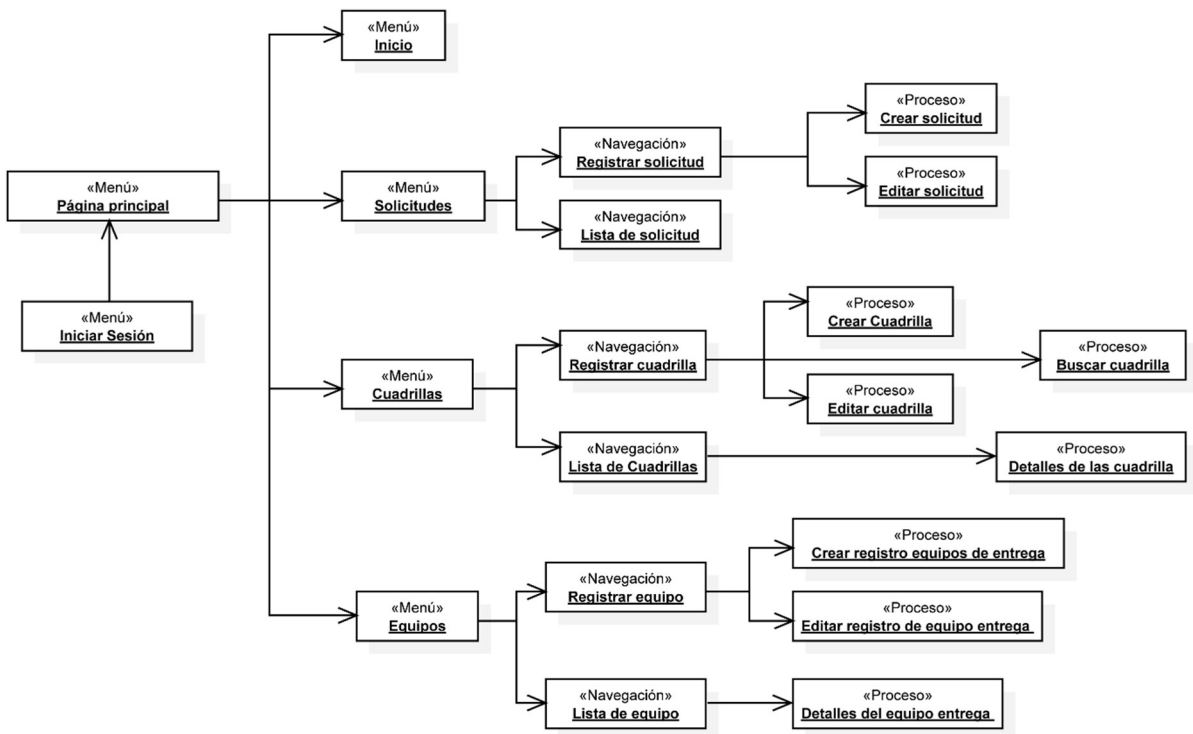 «Menú»
Inicio
«Proceso»
Crear solicitud
«Navegación»
Registrar solicitud
«Proceso»
Editar solicitud
«Menú»
Página principal
«Menú»
Solicitudes
«Navegación»
Lista de solicitud
«Menú»
Iniciar Sesión
«Proceso»
Crear Cuadrilla
«Navegación»
Registrar cuadrilla
«Proceso»
Buscar cuadrilla
«Menú»
Cuadrillas
«Proceso»
Editar cuadrilla
«Navegación»
Lista de Cuadrillas
«Proceso»
Detalles de las cuadrilla
«Proceso»
Crear registro equipos de entrega
«Navegación»
Registrar equipo
«Menú»
Equipos
«Proceso»
Editar registro de equipo entrega
«Navegación»
Lista de equipo
«Proceso»
Detalles del equipo entrega